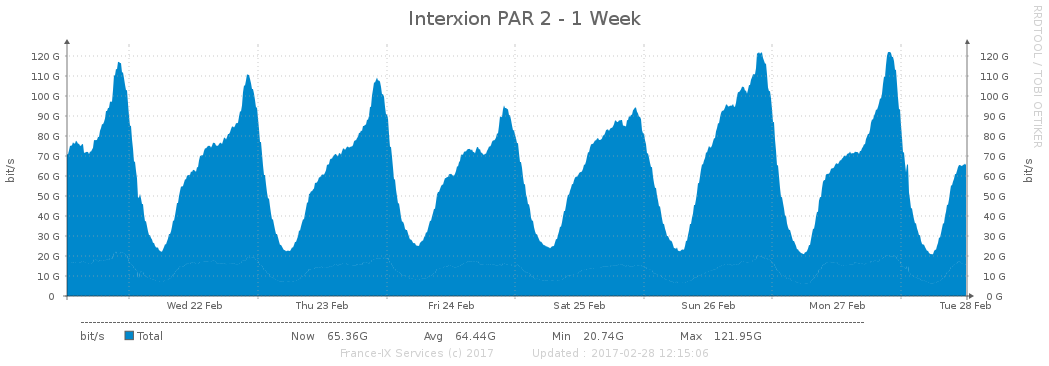 Interxion PAR 2 - 1 Week
RRDTOOL / TOBI OETIKER
bit/s
120 G
110 G
100 G
90 G
80 G
70 G
60 G
50 G
40 G
30 G
20 G
10 G
0
120 G
110 G
100 G
90 G
80 G
70 G
60 G
50 G
40 G
30 G
20 G
10 G
0 G
bit/s
Wed 22 Feb Thu 23 Feb Fri 24 Feb Sat 25 Feb Sun 26 Feb Mon 27 Feb Tue 28 Feb
bit/s Total Now 65.36G Avg 64.44G Min 20.74G Max 121.95G
France-IX Services (c) 2017 Updated : 2017-02-28 12:15:06